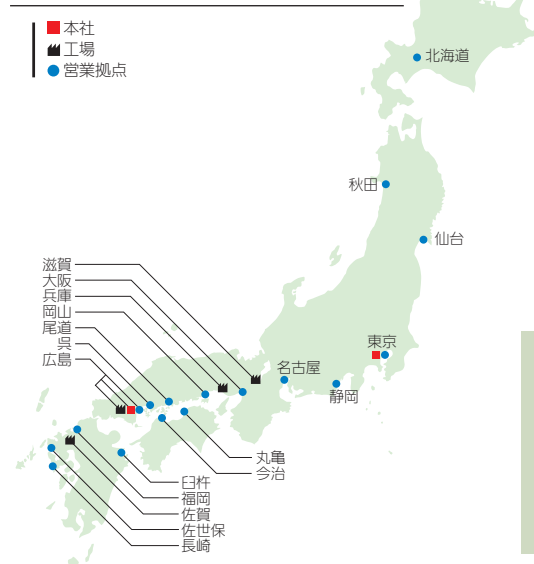 本社
工場
営業拠点
北海道
秋田
仙台
滋賀
大阪
兵庫
岡山
尾道
呉
広島
東京
名古屋
静岡
丸亀
今治
臼杵
福岡
佐賀
佐世保
長崎